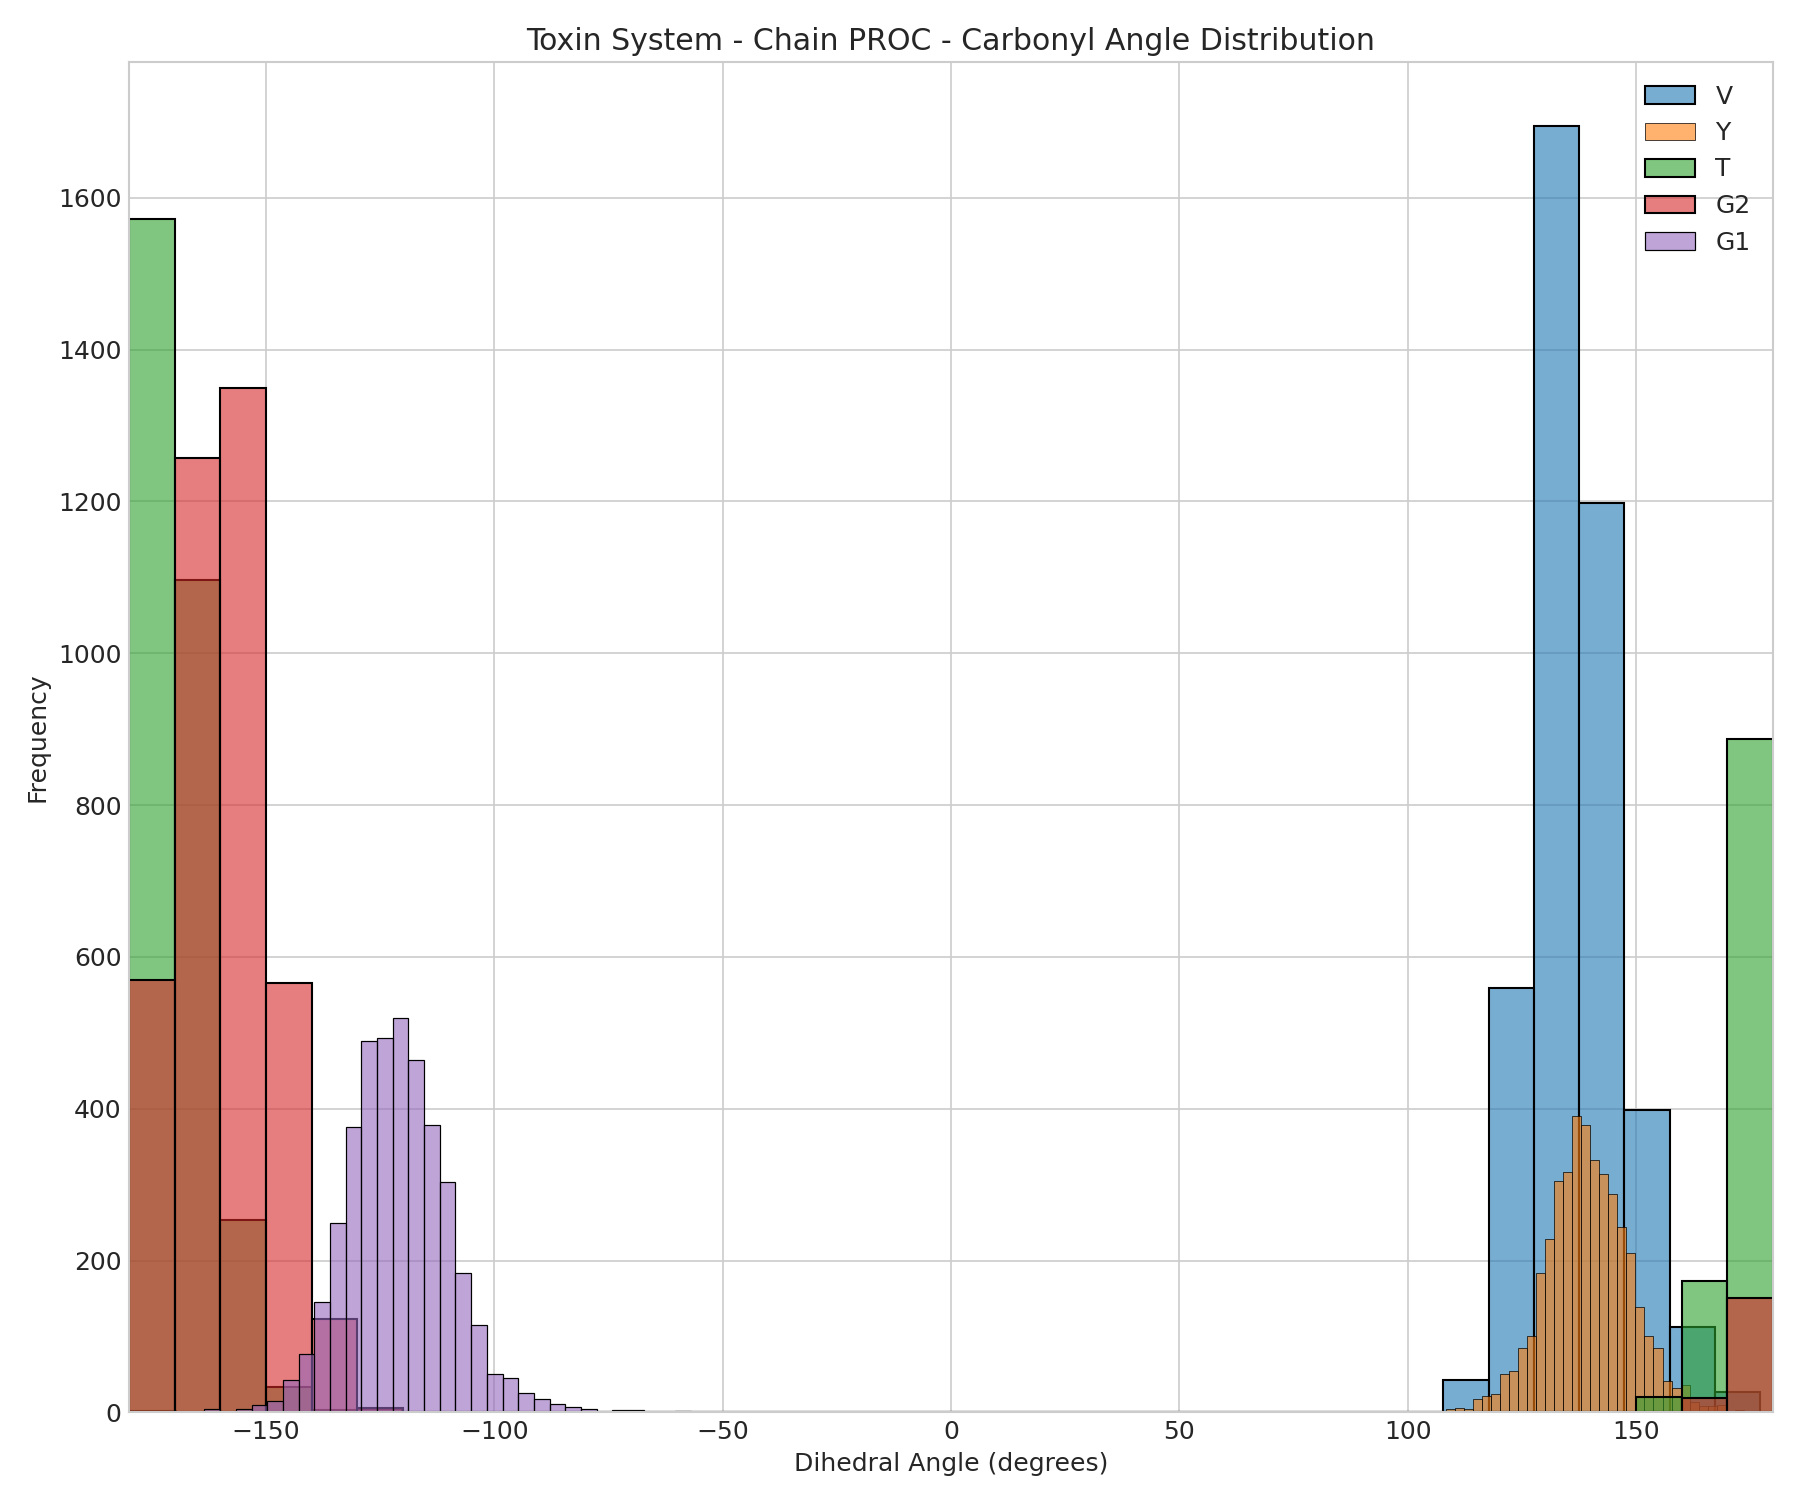 Toxin System - Chain PROC - Carbonyl Angle Distribution
V
Y
T
G2
G1
1600
1400
1200
1000
800
600
400
200
0
Frequency
−150
−100
−50
0
50
100
150
Dihedral Angle (degrees)